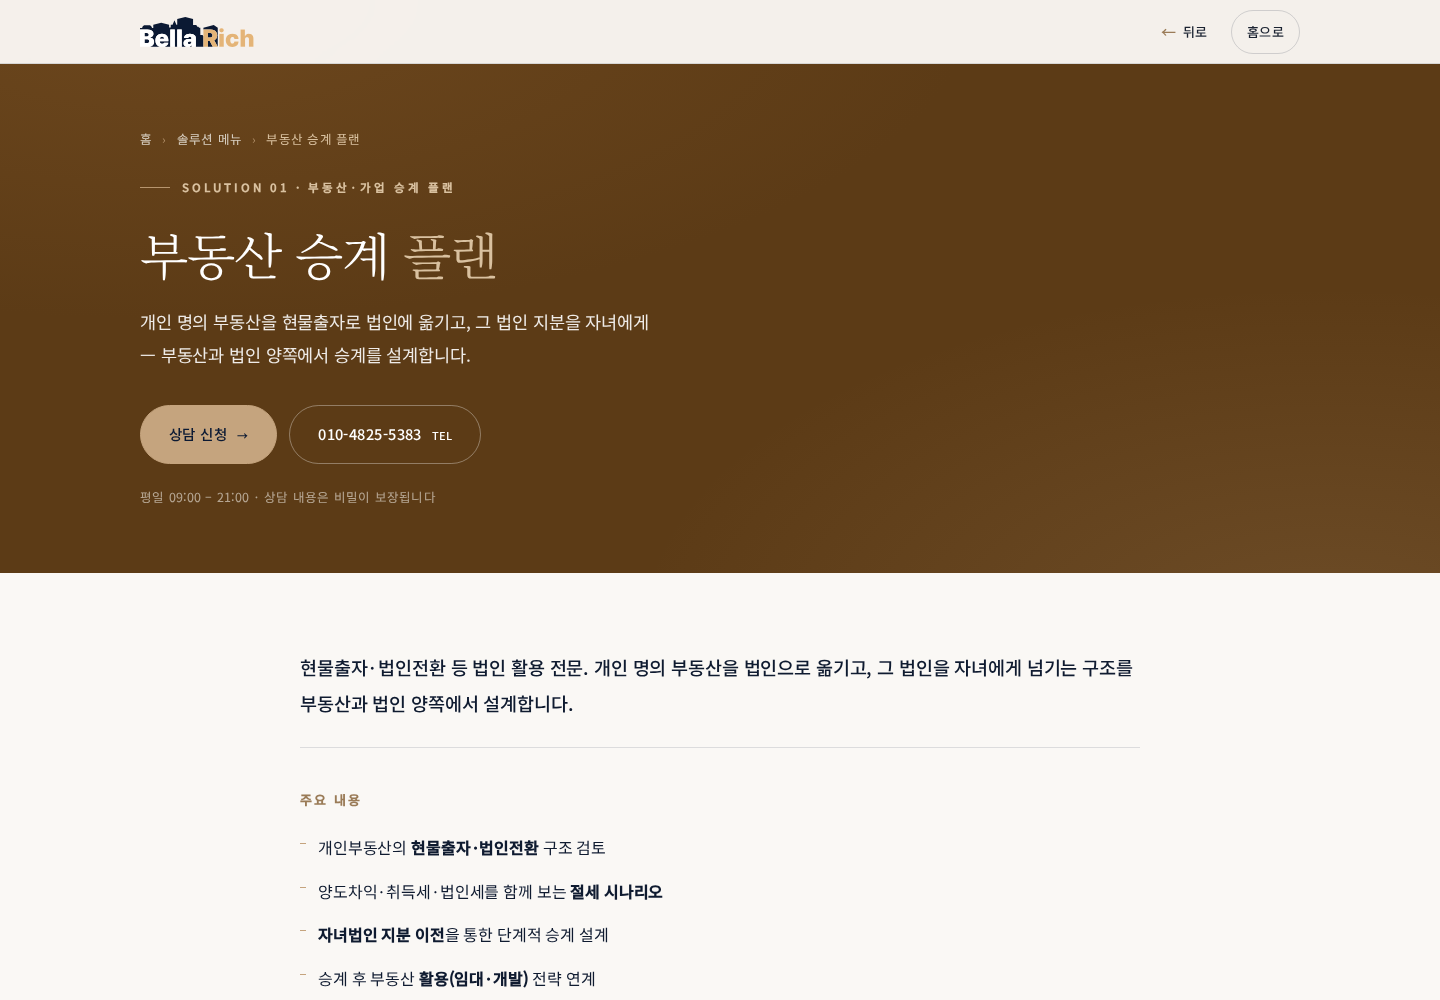 Bella Rich
← 뒤로
홈으로
홈 › 솔루션 메뉴 › 부동산 승계 플랜
SOLUTION 01 · 부동산·가업 승계 플랜
부동산 승계 플랜
개인 명의 부동산을 현물출자로 법인에 옮기고, 그 법인 지분을 자녀에게
— 부동산과 법인 양쪽에서 승계를 설계합니다.
상담 신청 →
010-4825-5383 TEL
평일 09:00 – 21:00 · 상담 내용은 비밀이 보장됩니다
현물출자·법인전환 등 법인 활용 전문. 개인 명의 부동산을 법인으로 옮기고, 그 법인을 자녀에게 넘기는 구조를
부동산과 법인 양쪽에서 설계합니다.
주요 내용
– 개인부동산의 현물출자·법인전환 구조 검토
– 양도차익·취득세·법인세를 함께 보는 절세 시나리오
– 자녀법인 지분 이전을 통한 단계적 승계 설계
– 승계 후 부동산 활용(임대·개발) 전략 연계